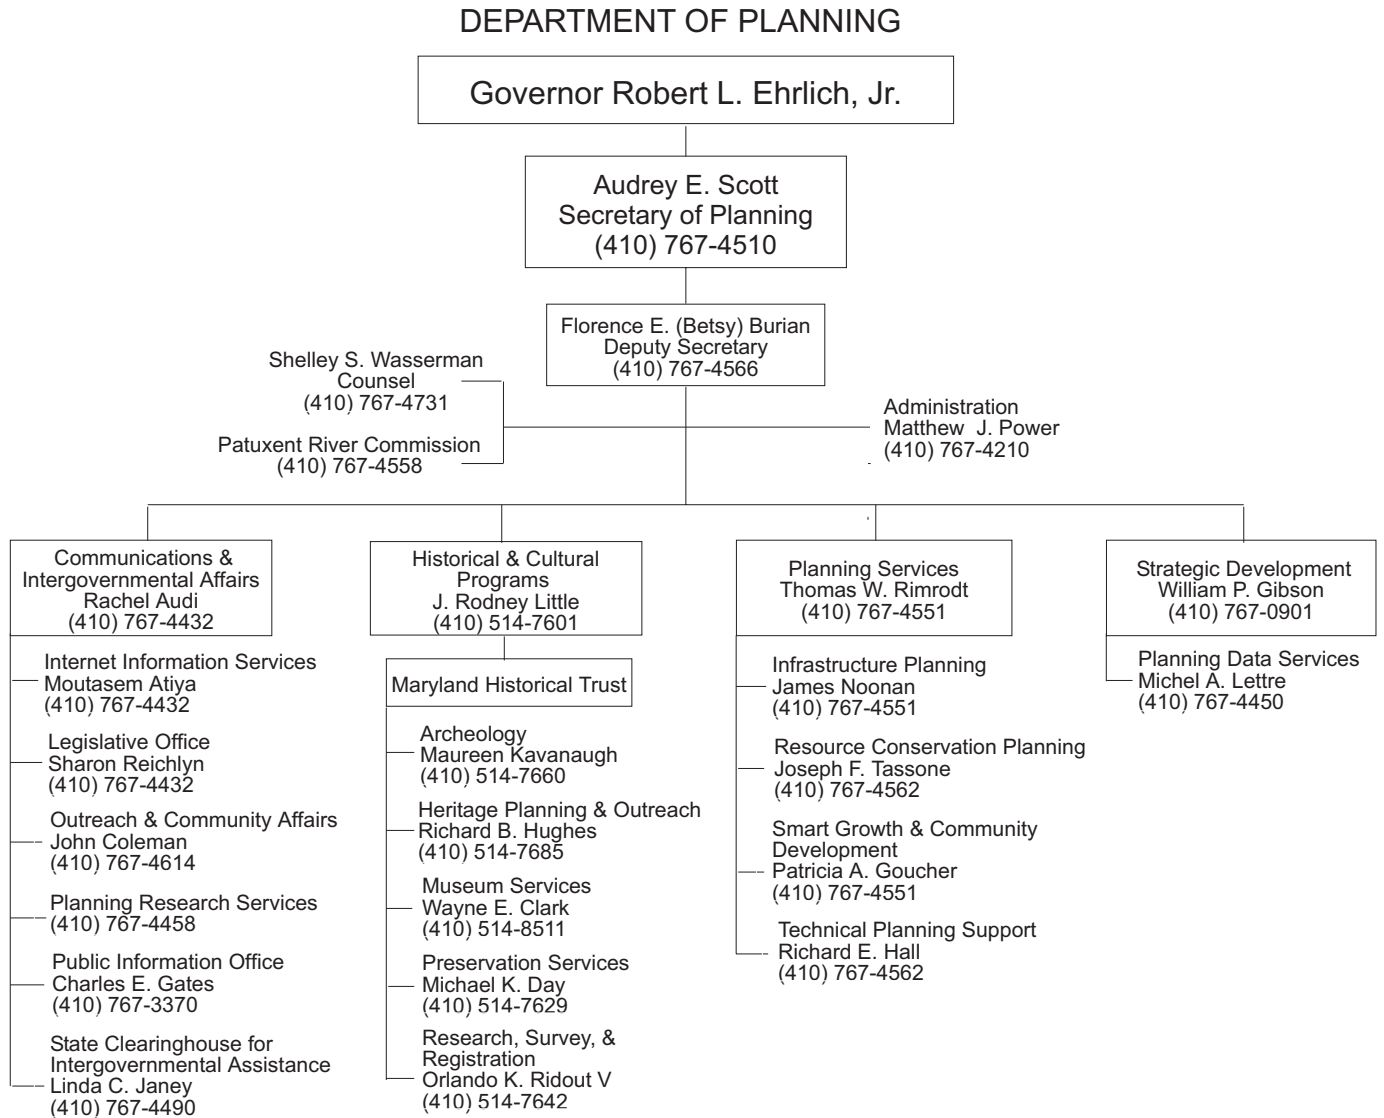 DEPARTMENT OF PLANNING
Governor Robert L. Ehrlich, Jr.
Audrey E. Scott
Secretary of Planning
(410) 767-4510
Florence E. (Betsy) Burian
Deputy Secretary
(410) 767-4566
Shelley S. Wasserman
Counsel
(410) 767-4731
Patuxent River Commission
(410) 767-4558
Administration
Matthew J. Power
(410) 767-4210
Communications &
Intergovernmental Affairs
Rachel Audi
(410) 767-4432
Internet Information Services
Moutasem Atiya
(410) 767-4432
Legislative Office
Sharon Reichlyn
(410) 767-4432
Outreach & Community Affairs
John Coleman
(410) 767-4614
Planning Research Services
(410) 767-4458
Public Information Office
Charles E. Gates
(410) 767-3370
State Clearinghouse for
Intergovernmental Assistance
Linda C. Janey
(410) 767-4490
Historical & Cultural
Programs
J. Rodney Little
(410) 514-7601
Maryland Historical Trust
Archeology
Maureen Kavanaugh
(410) 514-7660
Heritage Planning & Outreach
Richard B. Hughes
(410) 514-7685
Museum Services
Wayne E. Clark
(410) 514-8511
Preservation Services
Michael K. Day
(410) 514-7629
Research, Survey, &
Registration
Orlando K. Ridout V
(410) 514-7642
Planning Services
Thomas W. Rimrodt
(410) 767-4551
Infrastructure Planning
James Noonan
(410) 767-4551
Resource Conservation Planning
Joseph F. Tassone
(410) 767-4562
Smart Growth & Community
Development
Patricia A. Goucher
(410) 767-4551
Technical Planning Support
Richard E. Hall
(410) 767-4562
Strategic Development
William P. Gibson
(410) 767-0901
Planning Data Services
Michel A. Lettre
(410) 767-4450